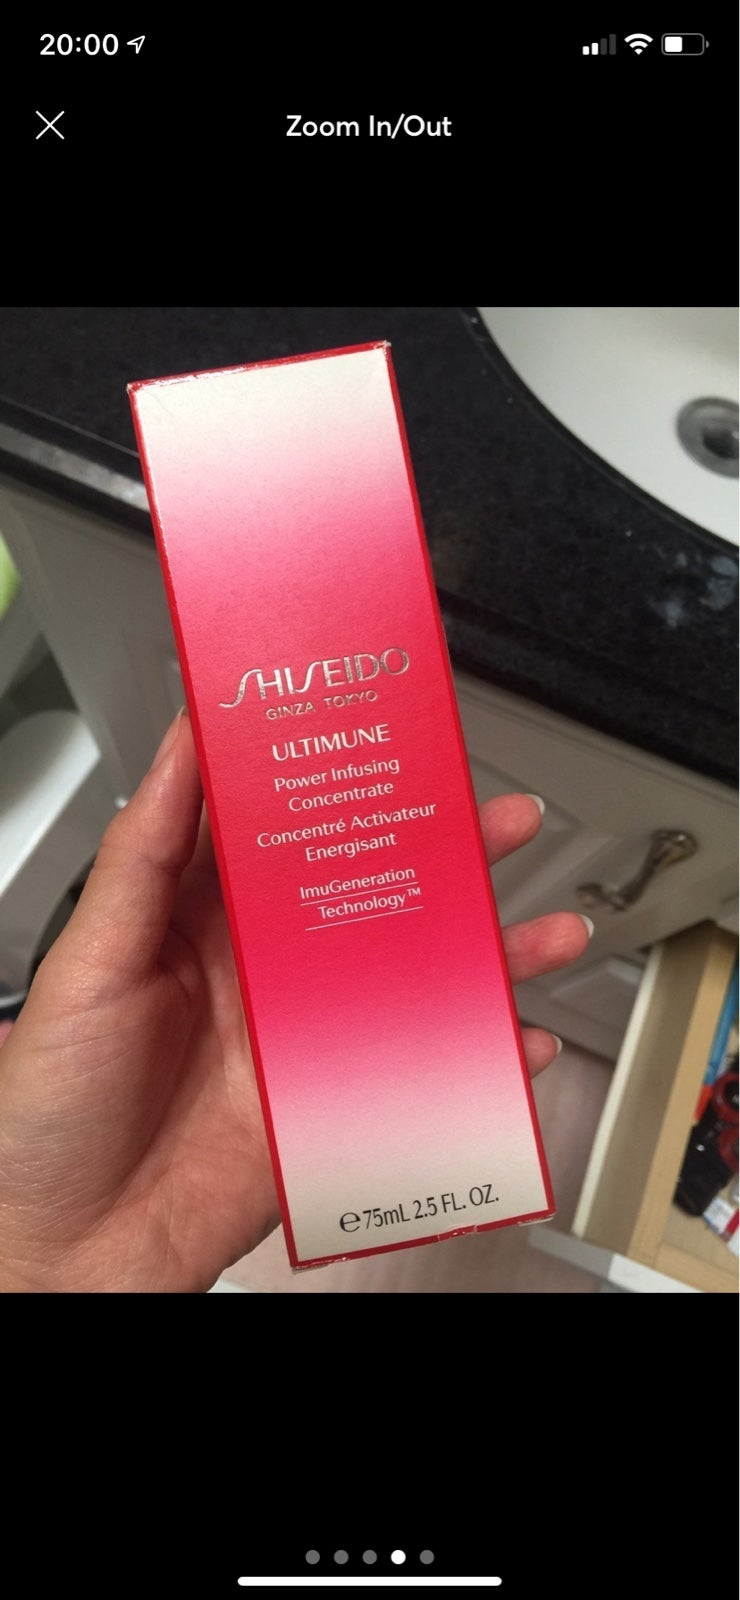 20:00
Zoom In/Out
SHISEIDO
GINZA TOKYO
ULTIMUNE
Power Infusing
Concentrate
Concentré Activateur
Energisant
ImuGeneration
Technology™
℮75mL 2.5 FL. OZ.